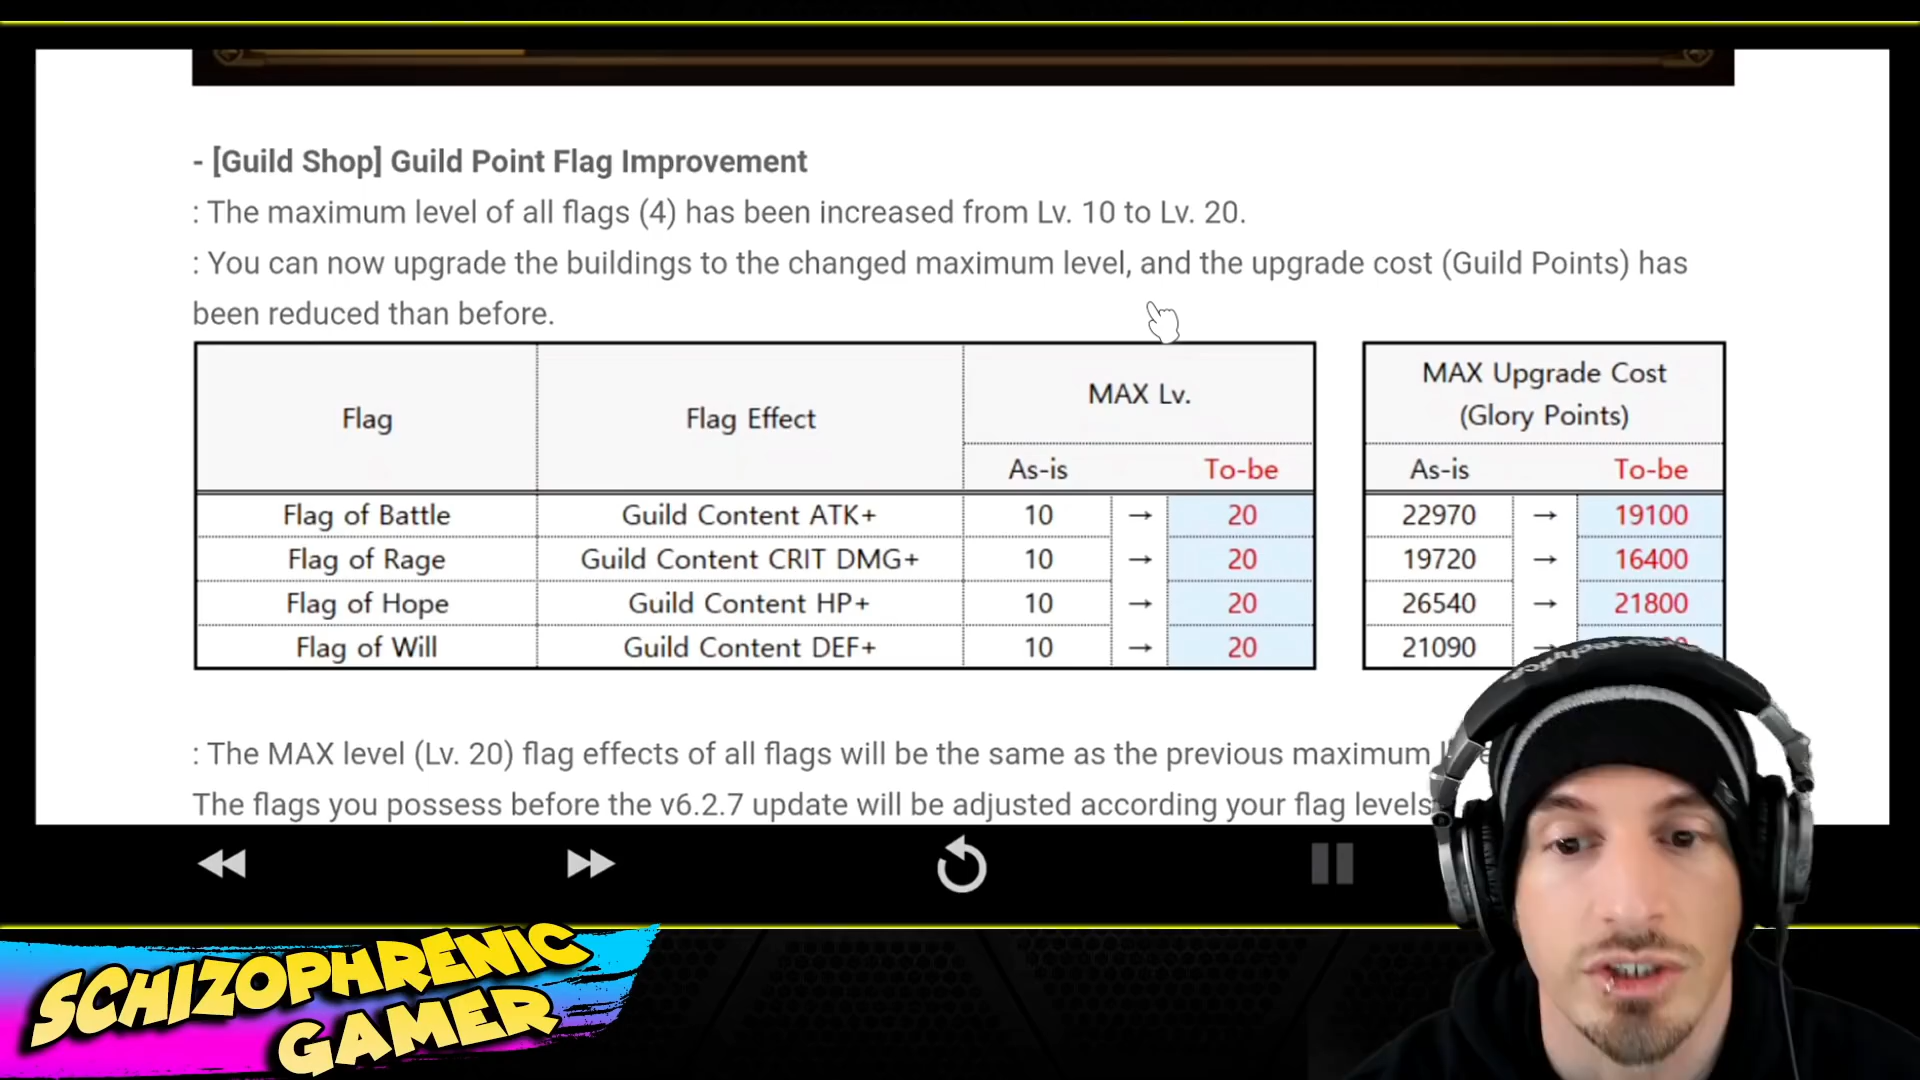 - [Guild Shop] Guild Point Flag Improvement
: The maximum level of all flags (4) has been increased from Lv. 10 to Lv. 20.
: You can now upgrade the buildings to the changed maximum level, and the upgrade cost (Guild Points) has
been reduced than before.
Flag Flag Effect MAX Lv. MAX Upgrade Cost
(Glory Points)
As-is To-be As-is To-be
Flag of Battle Guild Content ATK+ 10 → 20 22970 → 19100
Flag of Rage Guild Content CRIT DMG+ 10 → 20 19720 → 16400
Flag of Hope Guild Content HP+ 10 → 20 26540 → 21800
Flag of Will Guild Content DEF+ 10 → 20 21090 →
: The MAX level (Lv. 20) flag effects of all flags will be the same as the previous maximum
The flags you possess before the v6.2.7 update will be adjusted according your flag levels
SCHIZOPHRENIC
GAMER